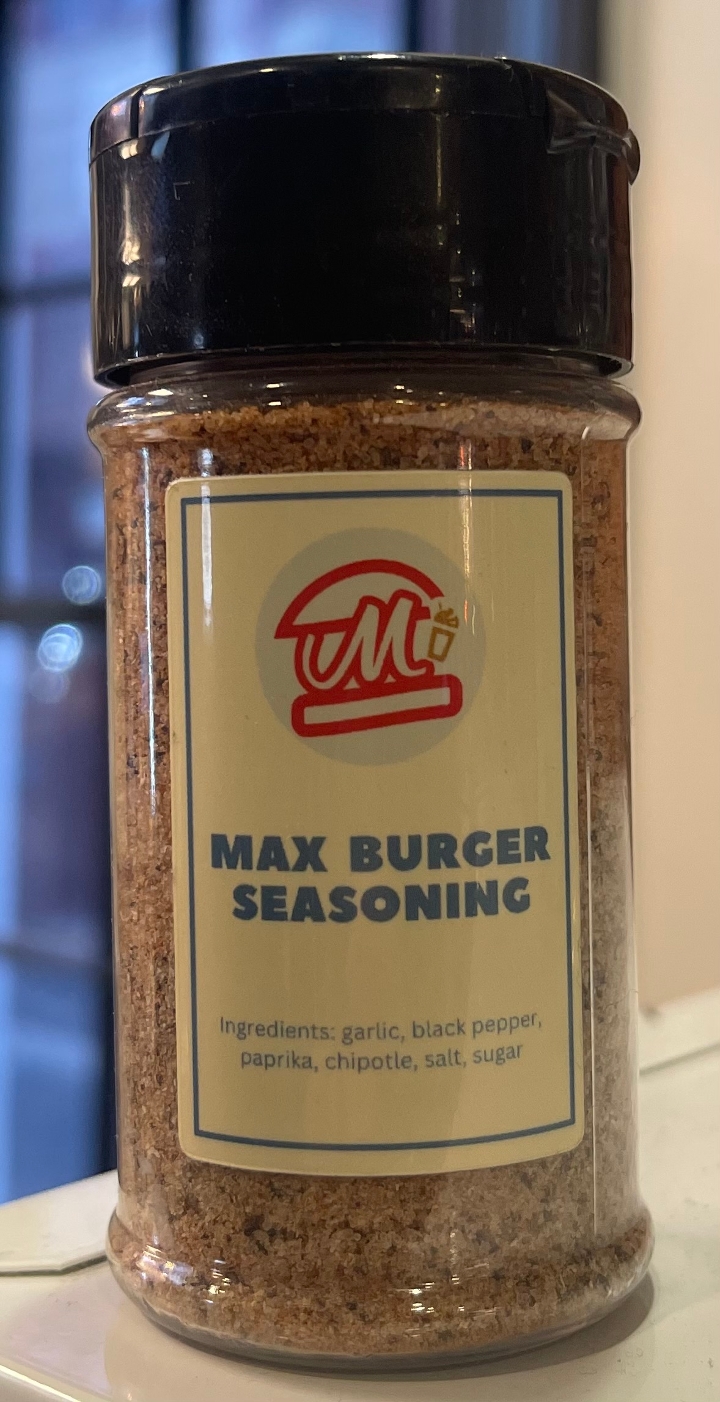 M
MAX BURGER
SEASONING
Ingredients: garlic, black pepper,
paprika, chipotle, salt, sugar